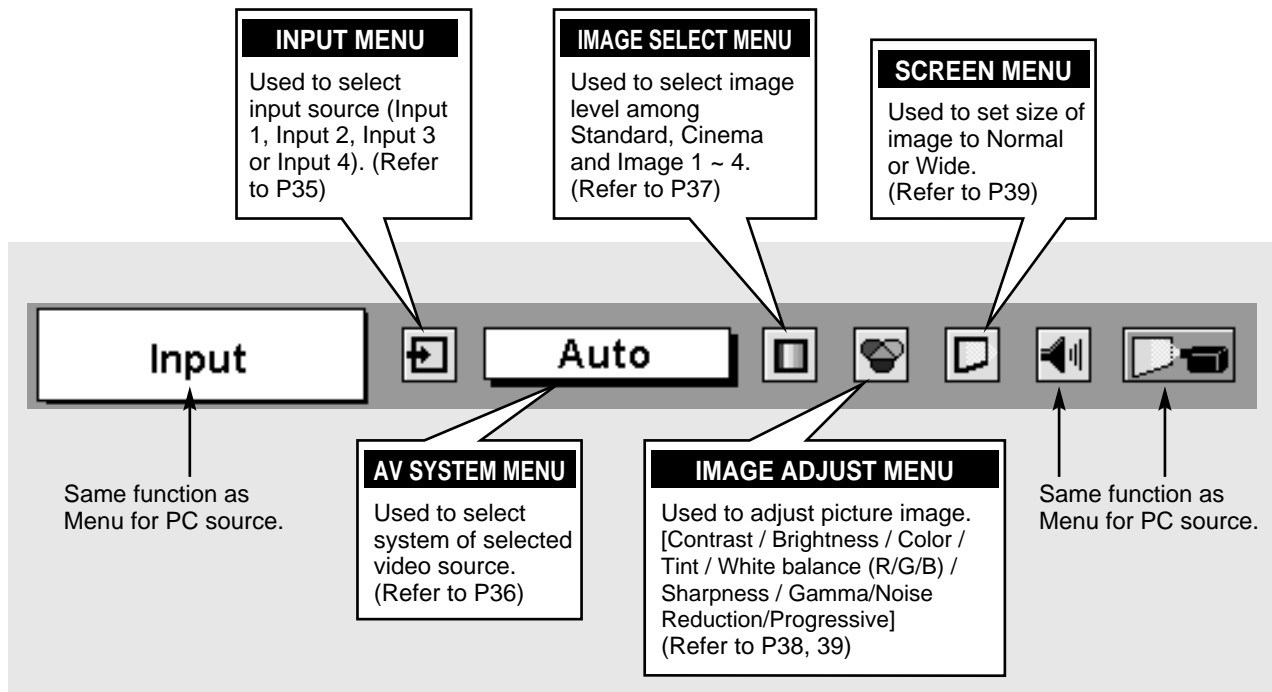 INPUT MENU
Used to select
input source (Input
1, Input 2, Input 3
or Input 4). (Refer
to P35)
IMAGE SELECT MENU
Used to select image
level among
Standard, Cinema
and Image 1 ~ 4.
(Refer to P37)
SCREEN MENU
Used to set size of
image to Normal
or Wide.
(Refer to P39)
Input
Auto
Same function as
Menu for PC source.
AV SYSTEM MENU
Used to select
system of selected
video source.
(Refer to P36)
IMAGE ADJUST MENU
Used to adjust picture image.
[Contrast / Brightness / Color /
Tint / White balance (R/G/B) /
Sharpness / Gamma/Noise
Reduction/Progressive]
(Refer to P38, 39)
Same function as
Menu for PC source.